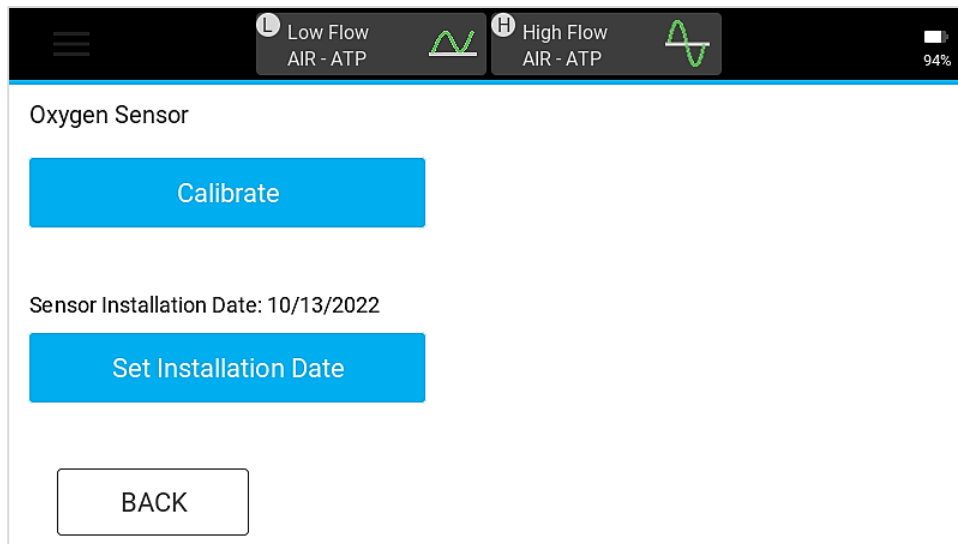 L Low Flow
AIR - ATP
H High Flow
AIR - ATP
94%
Oxygen Sensor
Calibrate
Sensor Installation Date: 10/13/2022
Set Installation Date
BACK